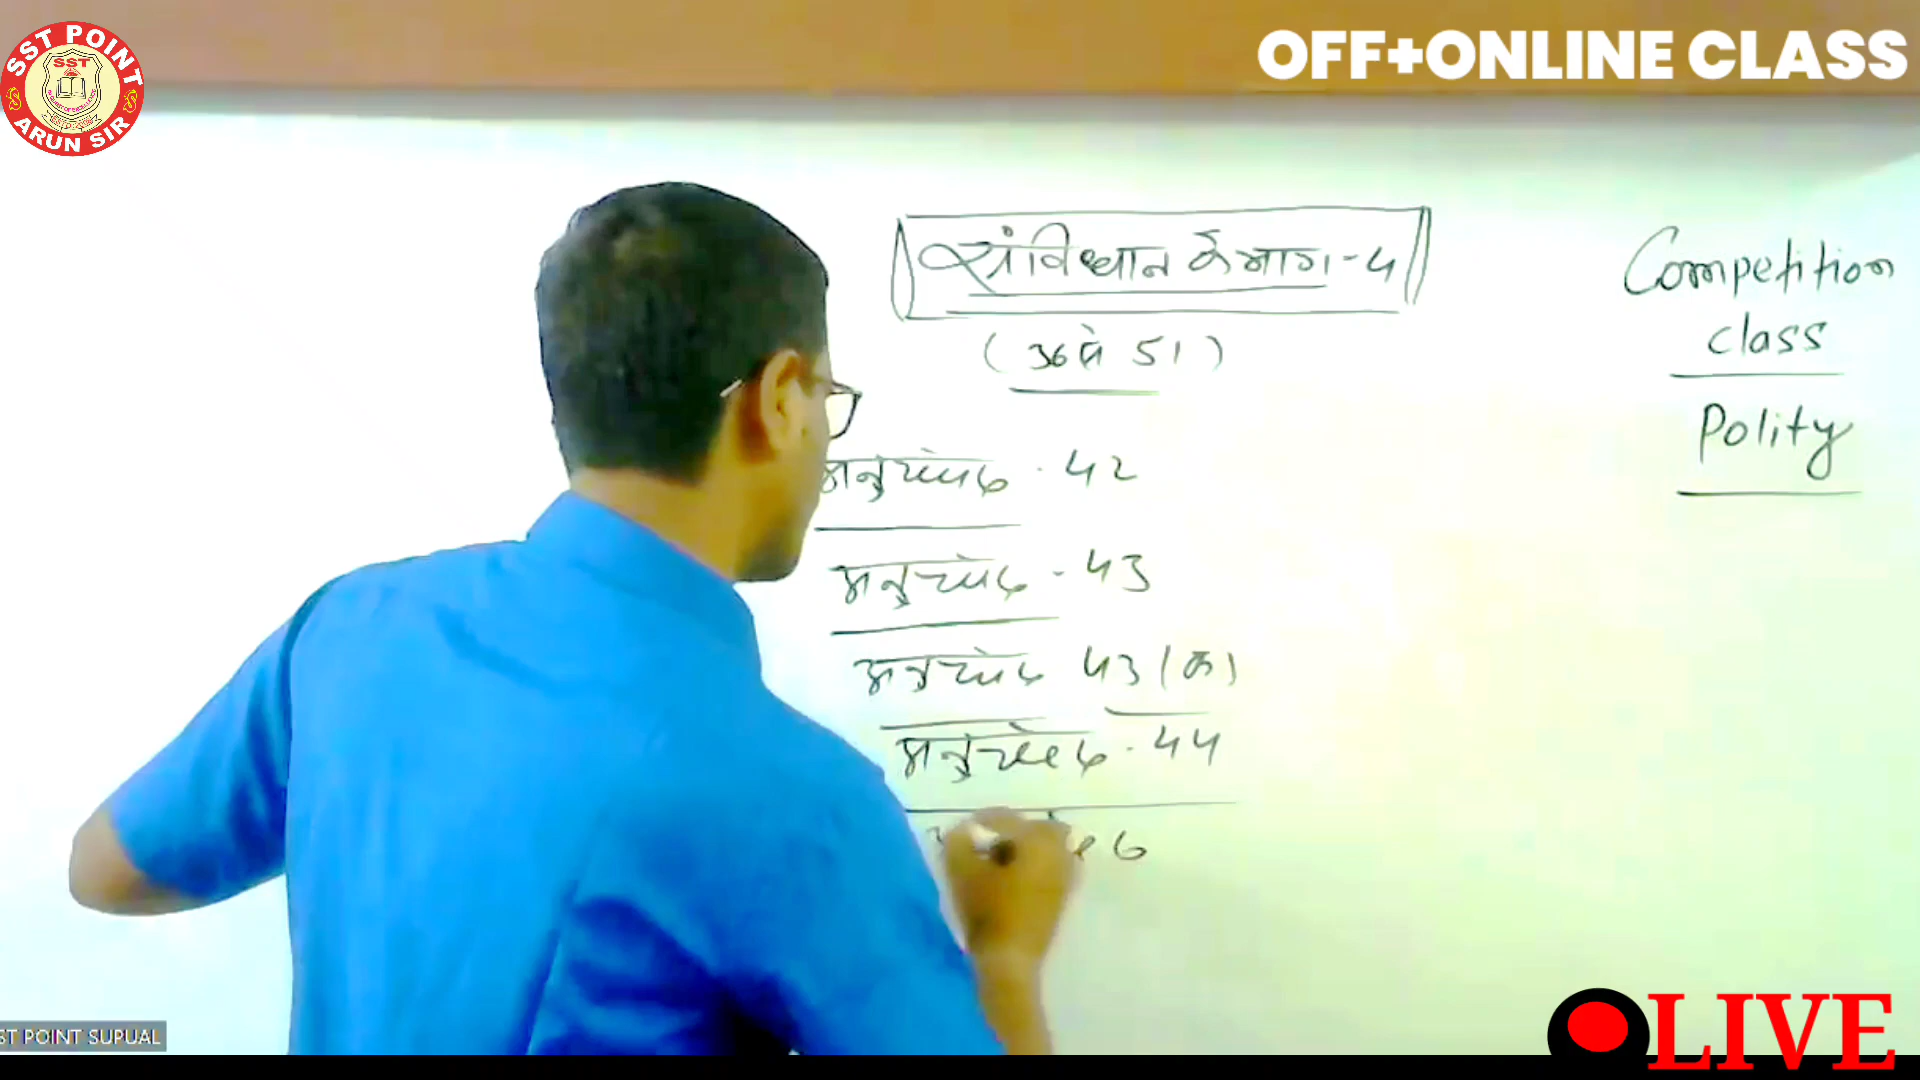 SST POINT
SST
ARUN SIR
OFF+ONLINE CLASS
संविधान के भाग-4
(36 से 51)
अनुच्छेद - 42
अनुच्छेद - 43
अनुच्छेद 43(क)
अनुच्छेद - 44
Competition
class
Polity
ST POINT SUPUAL
LIVE